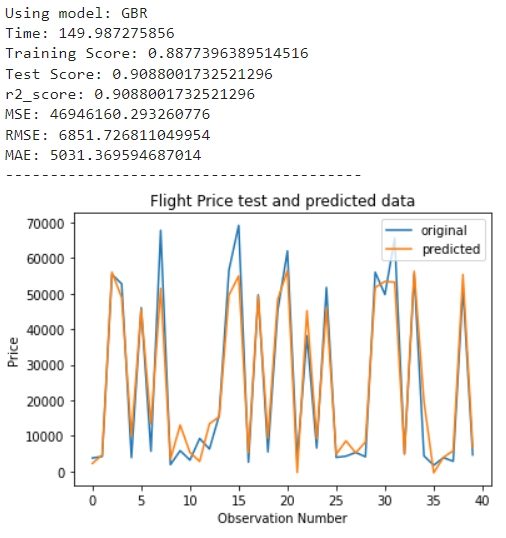 Using model: GBR
Time: 149.987275856
Training Score: 0.8877396389514516
Test Score: 0.9088001732521296
r2_score: 0.9088001732521296
MSE: 46946160.293260776
RMSE: 6851.726811049954
MAE: 5031.369594687014
----------------------------------------
Flight Price test and predicted data
original
predicted
70000
60000
50000
40000
30000
20000
10000
0
Price
0 5 10 15 20 25 30 35 40
Observation Number